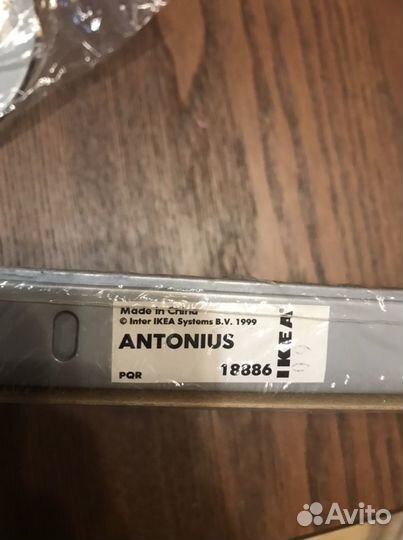 Made in China
© Inter IKEA Systems B.V. 1999
ANTONIUS
PQR
18886
IKEA®
Avito